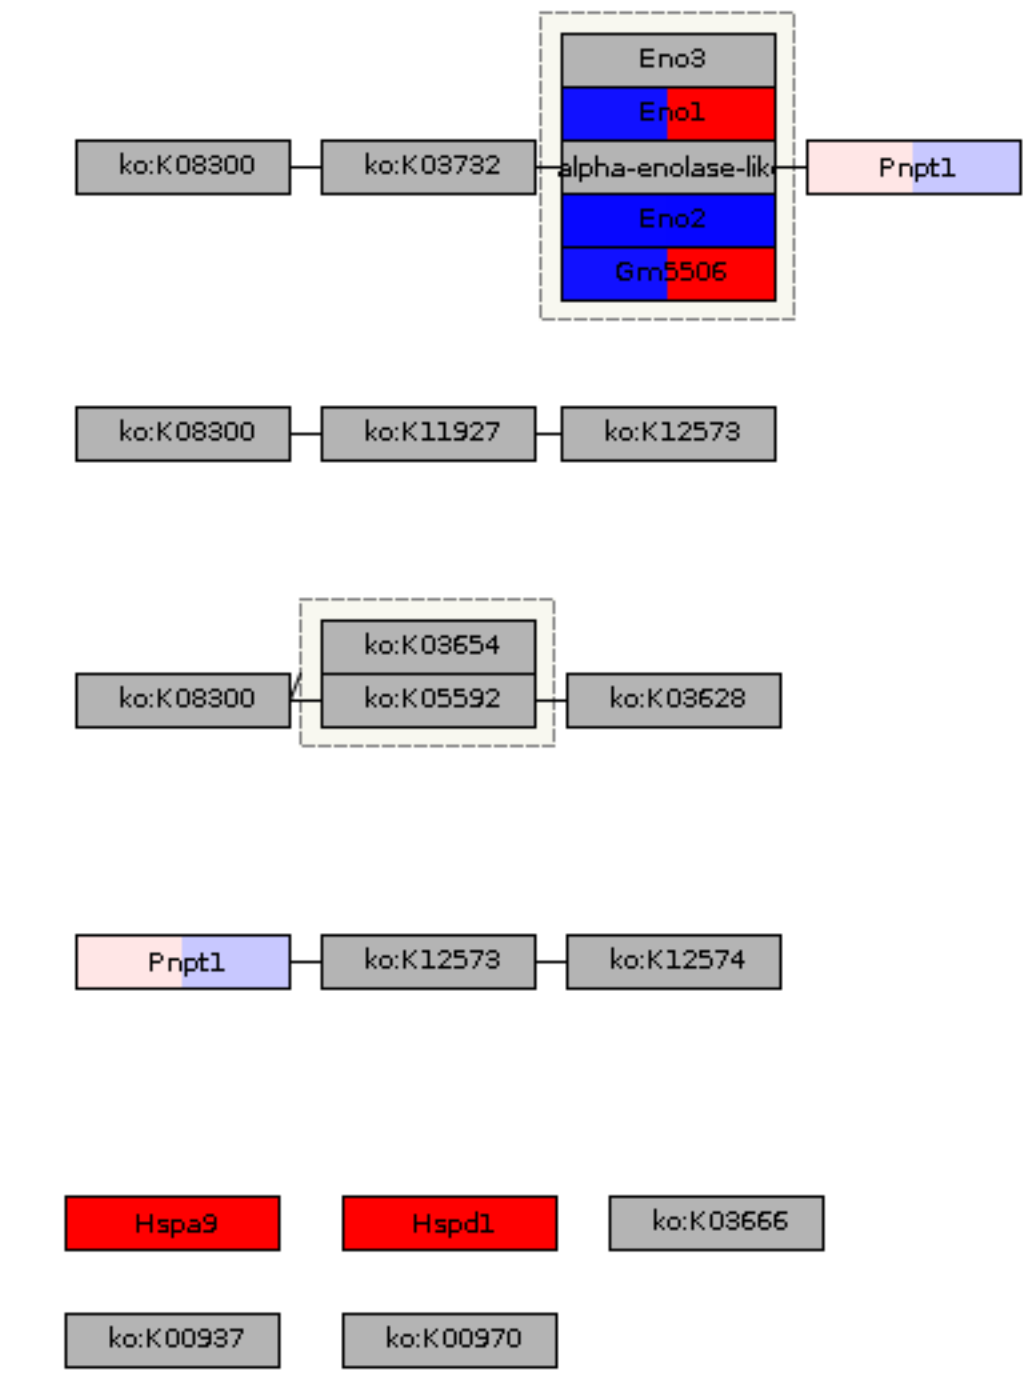 Eno3
Eno1
ko:K08300 ko:K03732 alpha-enolase-like Pnpt1
Eno2
Gm5506
ko:K08300 ko:K11927 ko:K12573
ko:K03654
ko:K08300 ko:K05592 ko:K03628
Pnpt1 ko:K12573 ko:K12574
Hspa9 Hspd1 ko:K03666
ko:K00937 ko:K00970